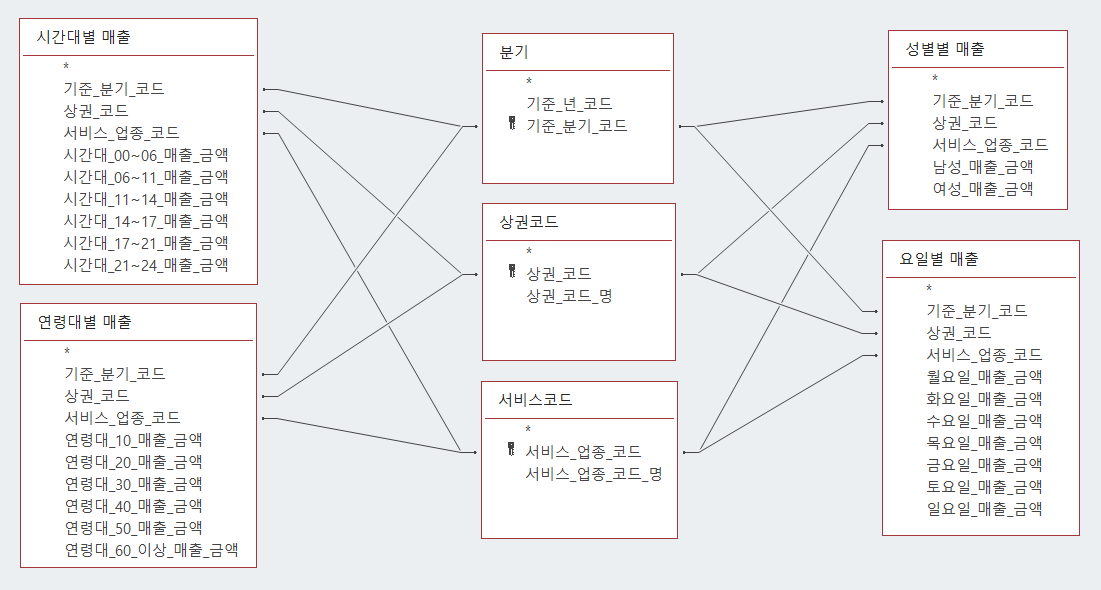 시간대별 매출
*
기준_분기_코드
상권_코드
서비스_업종_코드
시간대_00~06_매출_금액
시간대_06~11_매출_금액
시간대_11~14_매출_금액
시간대_14~17_매출_금액
시간대_17~21_매출_금액
시간대_21~24_매출_금액
연령대별 매출
*
기준_분기_코드
상권_코드
서비스_업종_코드
연령대_10_매출_금액
연령대_20_매출_금액
연령대_30_매출_금액
연령대_40_매출_금액
연령대_50_매출_금액
연령대_60_이상_매출_금액
분기
*
기준_년_코드
기준_분기_코드
상권코드
*
상권_코드
상권_코드_명
서비스코드
*
서비스_업종_코드
서비스_업종_코드_명
성별별 매출
*
기준_분기_코드
상권_코드
서비스_업종_코드
남성_매출_금액
여성_매출_금액
요일별 매출
*
기준_분기_코드
상권_코드
서비스_업종_코드
월요일_매출_금액
화요일_매출_금액
수요일_매출_금액
목요일_매출_금액
금요일_매출_금액
토요일_매출_금액
일요일_매출_금액